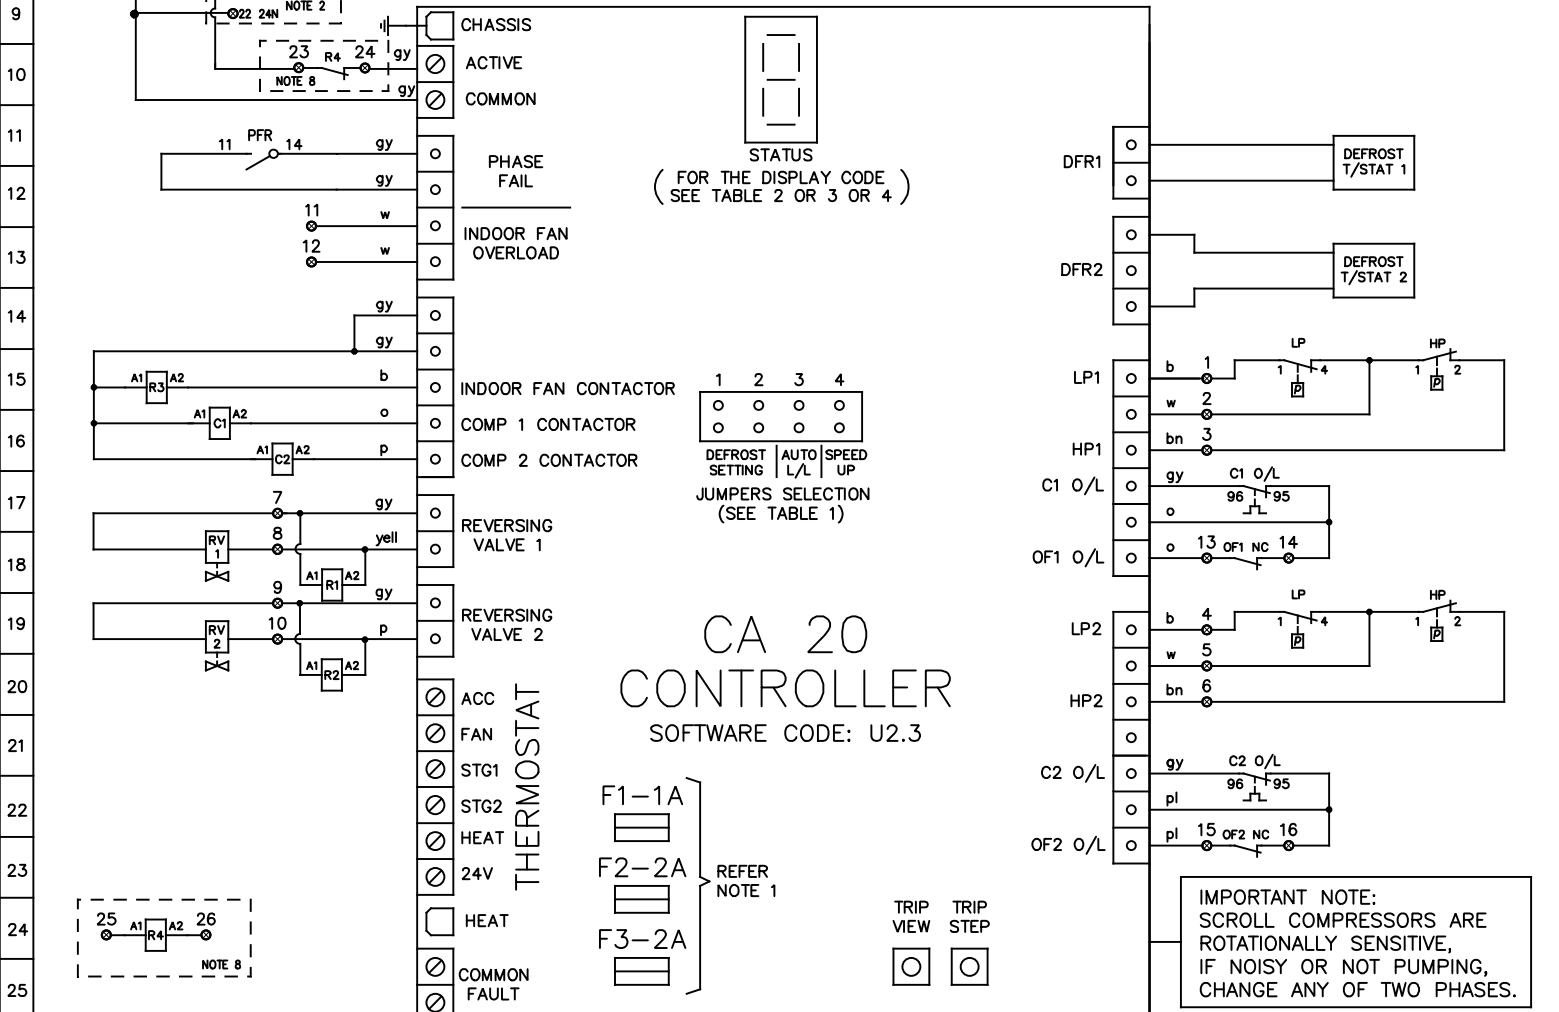 9
10
11
12
13
14
15
16
17
18
19
20
21
22
23
24
25
22 24N
NOTE 2
23 R4 24
NOTE 8
gy
gy
CHASSIS
ACTIVE
COMMON
PFR
11 14
gy
gy
PHASE
FAIL
11
w
12
w
INDOOR FAN
OVERLOAD
gy
gy
A1 R3 A2
b
INDOOR FAN CONTACTOR
A1 C1 A2
o
COMP 1 CONTACTOR
A1 C2 A2
p
COMP 2 CONTACTOR
7
gy
RV
1
8
yell
A1 R1 A2
REVERSING
VALVE 1
9
gy
RV
2
10
p
A1 R2 A2
REVERSING
VALVE 2
ACC
FAN
STG1
STG2
HEAT
24V
THERMOSTAT
HEAT
COMMON
FAULT
25 A1 R4 A2 26
NOTE 8
STATUS
(FOR THE DISPLAY CODE
SEE TABLE 2 OR 3 OR 4)
1 2 3 4
DEFROST
SETTING
AUTO
L/L
SPEED
UP
JUMPERS SELECTION
(SEE TABLE 1)
CA 20
CONTROLLER
SOFTWARE CODE: U2.3
F1-1A
F2-2A
F3-2A
REFER
NOTE 1
TRIP
VIEW
TRIP
STEP
DFR1
DEFROST
T/STAT 1
DFR2
DEFROST
T/STAT 2
LP1
b 1
LP
1 4
P
HP
1 2
P
w 2
HP1
bn 3
C1 O/L
gy
C1 O/L
96 95
o
OF1 O/L
o 13 OF1 NC 14
LP2
b 4
LP
1 4
P
HP
1 2
P
w 5
HP2
bn 6
C2 O/L
gy
C2 O/L
96 95
pl
OF2 O/L
pl 15 OF2 NC 16
IMPORTANT NOTE:
SCROLL COMPRESSORS ARE
ROTATIONALLY SENSITIVE,
IF NOISY OR NOT PUMPING,
CHANGE ANY OF TWO PHASES.